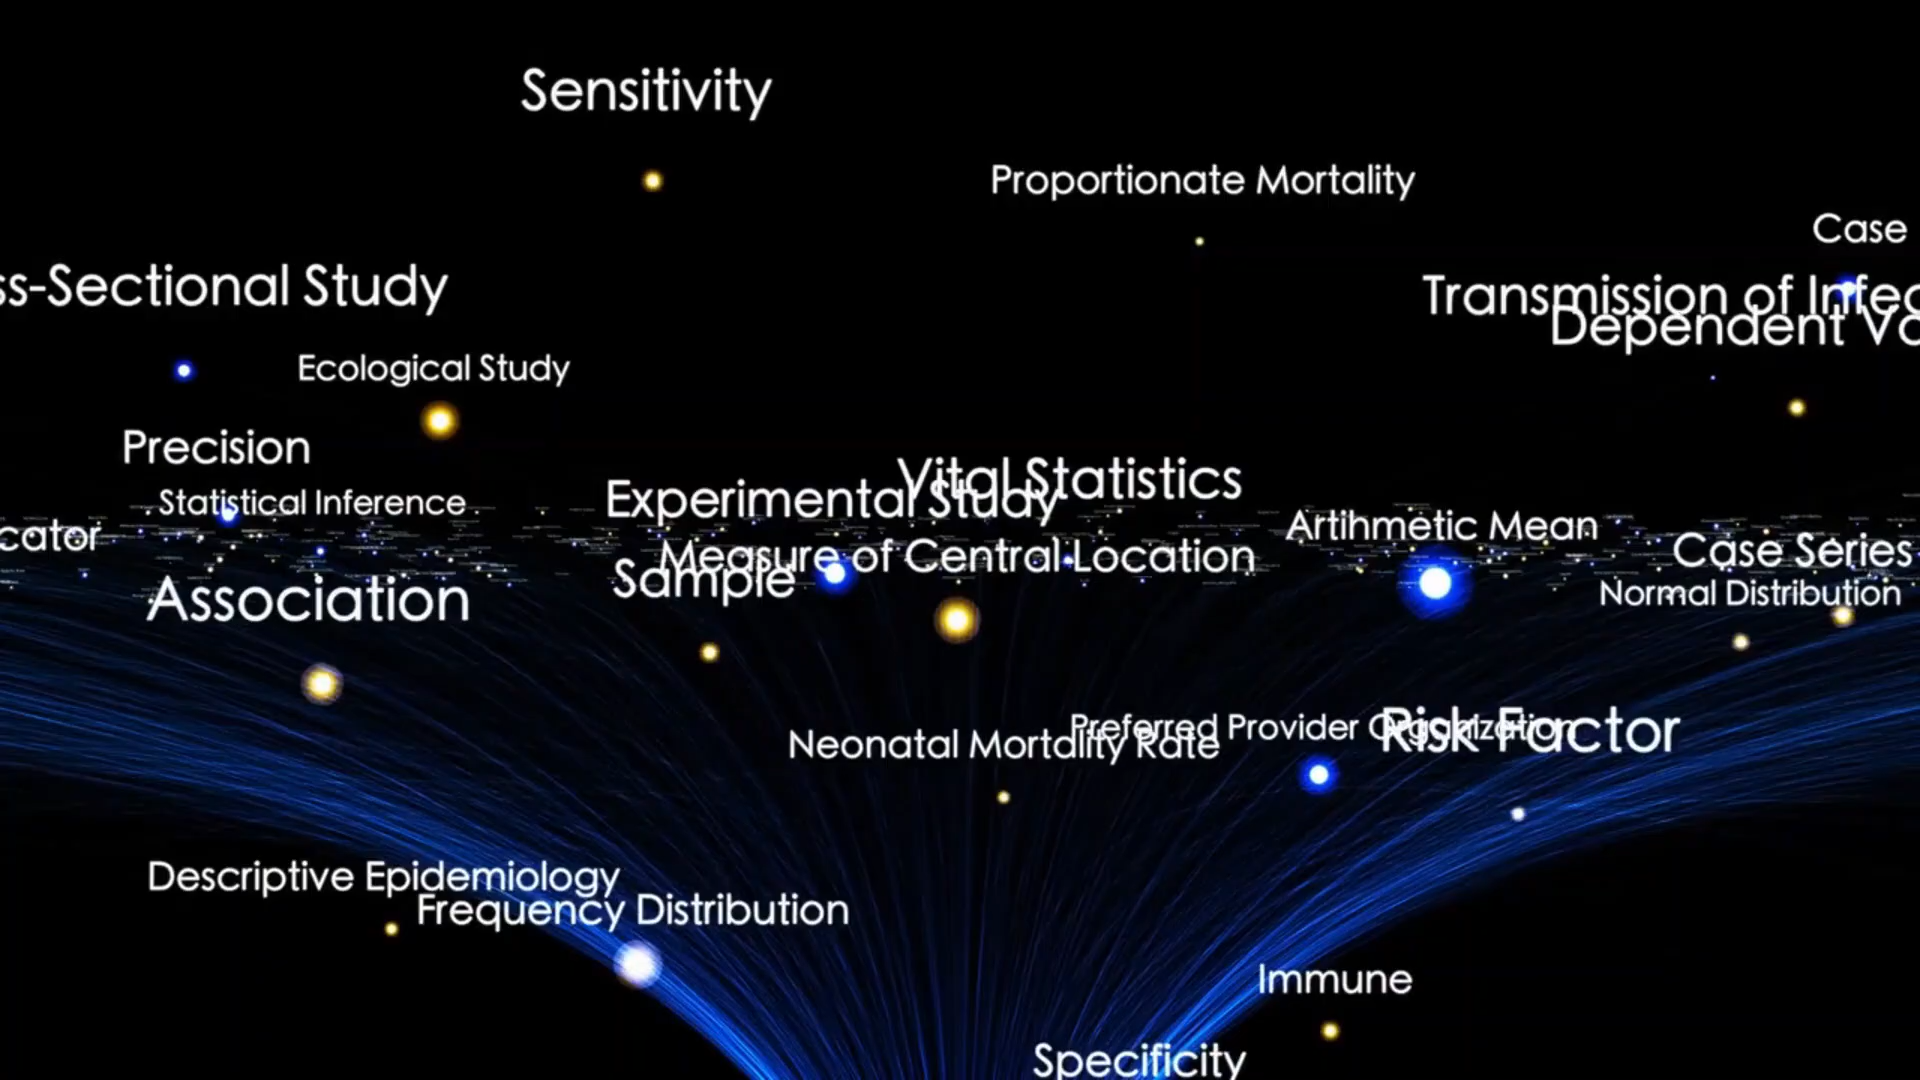 Sensitivity
Proportionate Mortality
Case
ss-Sectional Study
Transmission of Infec
Dependent Va
Ecological Study
Precision
Vital Statistics
Experimental Study
Statistical Inference
Artihmetic Mean
cator
Case Series
Measure of Central Location
Sample
Normal Distribution
Association
Preferred Provider Organization
Risk Factor
Neonatal Mortality Rate
Descriptive Epidemiology
Frequency Distribution
Immune
Specificity